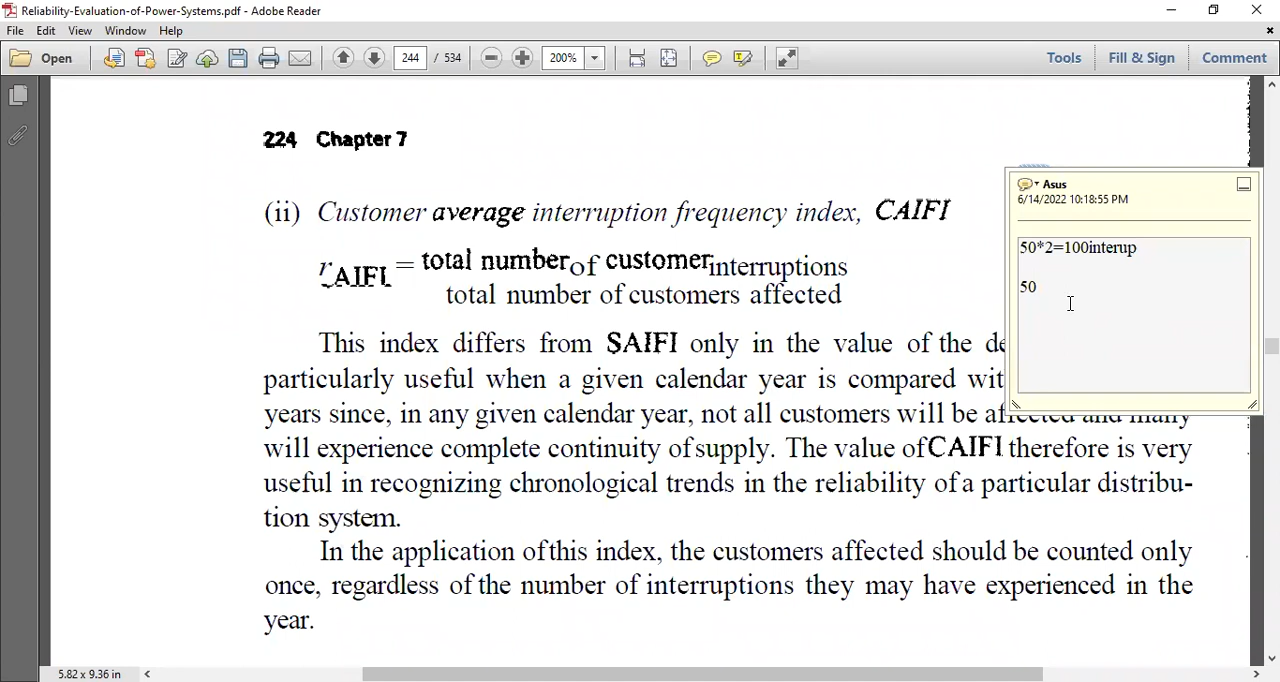 Reliability-Evaluation-of-Power-Systems.pdf - Adobe Reader
File Edit View Window Help
Open 244 / 534 200% Tools Fill & Sign Comment
224 Chapter 7
(ii) Customer average interruption frequency index, CAIFI
AIFI = total number of customer interruptions
total number of customers affected
This index differs from SAIFI only in the value of the
particularly useful when a given calendar year is compared
years since, in any given calendar year, not all customers will be affected and many
will experience complete continuity of supply. The value of CAIFI therefore is very
useful in recognizing chronological trends in the reliability of a particular distribu-
tion system.
In the application of this index, the customers affected should be counted only
once, regardless of the number of interruptions they may have experienced in the
year.
Asus
6/14/2022 10:18:55 PM
50*2=100interup
50
5.82 x 9.36 in